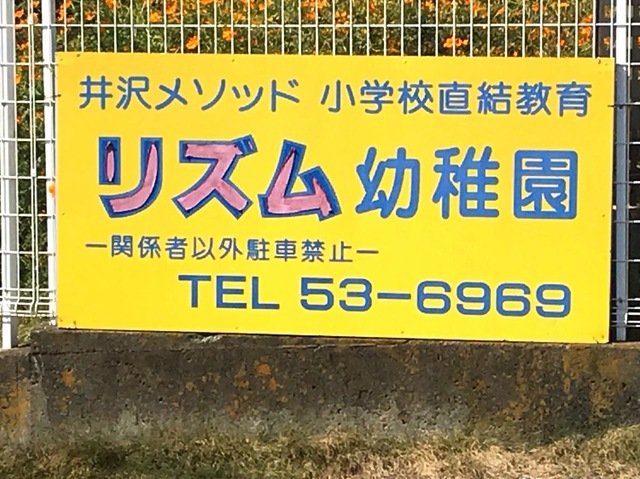 井沢メソッド 小学校直結教育
リズム幼稚園
ー関係者以外駐車禁止ー
TEL 53-6969